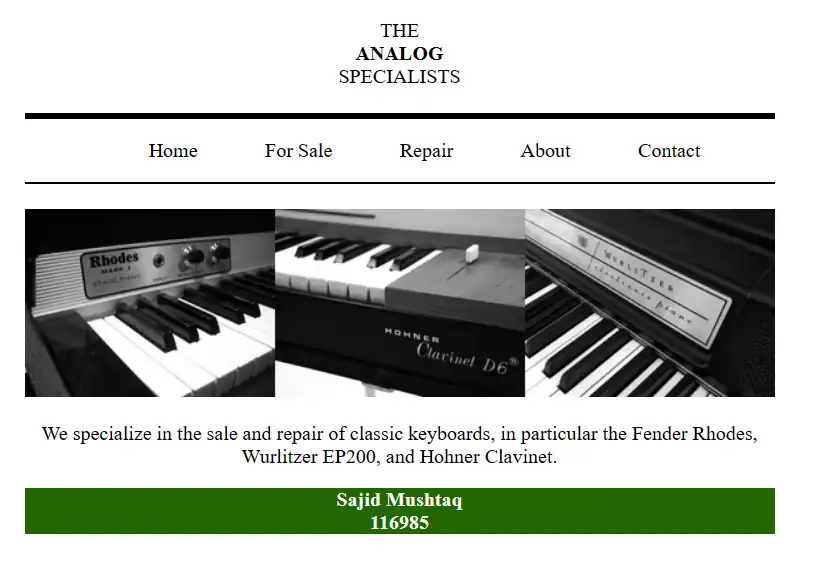 THE
ANALOG
SPECIALISTS
Home For Sale Repair About Contact
Rhodes
MARK I
STAGE PIANO
HOHNER
Clavinet D6®
WURLITZER
electronic piano
We specialize in the sale and repair of classic keyboards, in particular the Fender Rhodes,
Wurlitzer EP200, and Hohner Clavinet.
Sajid Mushtaq
116985